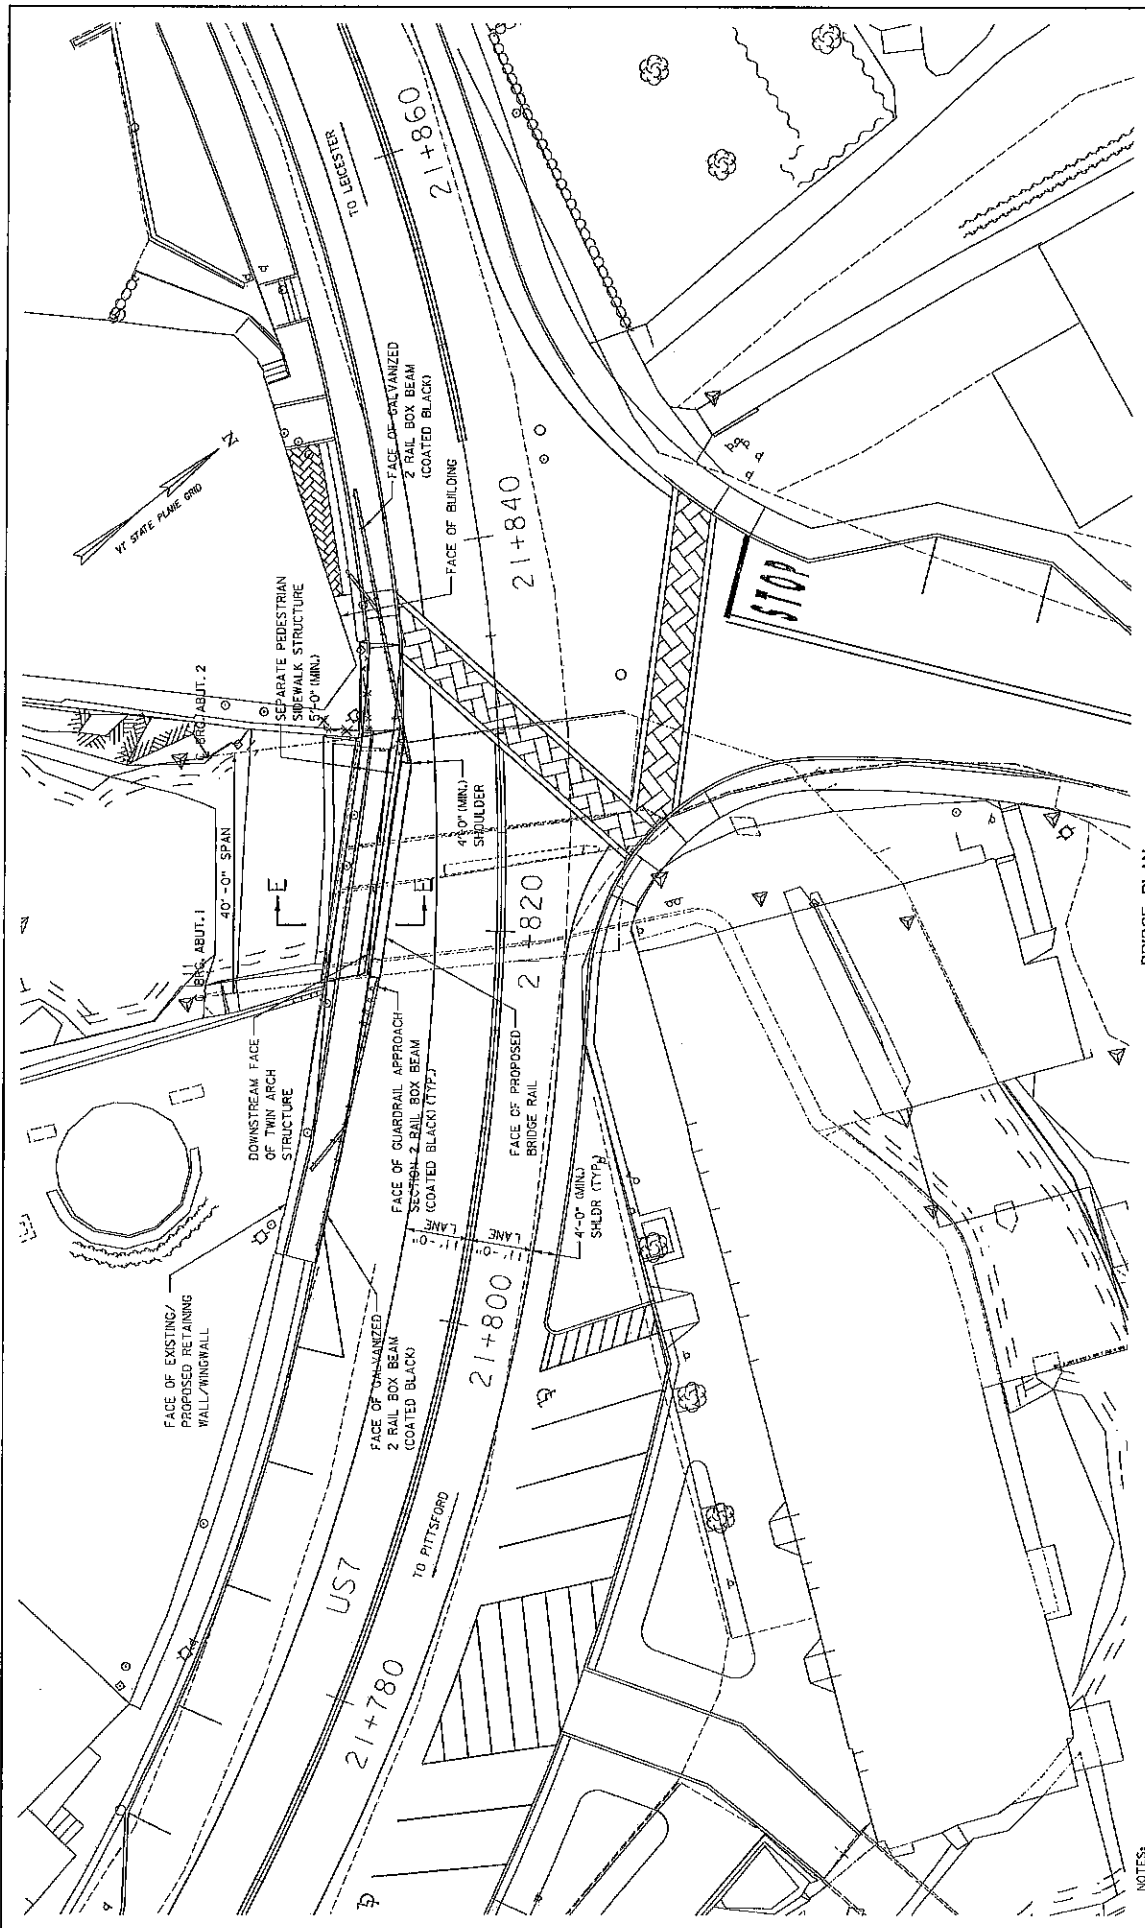 VT STATE PLANE GRID
N
TO LEICESTER
21+860
FACE OF GALVANIZED
2 RAIL BOX BEAM
(COATED BLACK)
FACE OF BUILDING
21+840
STOP
SEPARATE PEDESTRIAN
SIDEWALK STRUCTURE
5'-0" (MIN.)
BRG. ABUT. 2
40'-0" SPAN
BRG. ABUT. 1
E
E
4'-0" (MIN.)
SHOULDER
21+820
DOWNSTREAM FACE
OF TWIN ARCH
STRUCTURE
FACE OF GUARDRAIL APPROACH
SECTION 2 RAIL BOX BEAM
(COATED BLACK) (TYP.)
FACE OF PROPOSED
BRIDGE RAIL
11'-0"
LANE
11'-0"
LANE
4'-0" (MIN.)
SHLDR (TYP.)
FACE OF EXISTING/
PROPOSED RETAINING
WALL/WINGWALL
FACE OF GALVANIZED
2 RAIL BOX BEAM
(COATED BLACK)
21+800
US7
TO PITTSFORD
21+780
BRIDGE PLAN
NOTES: